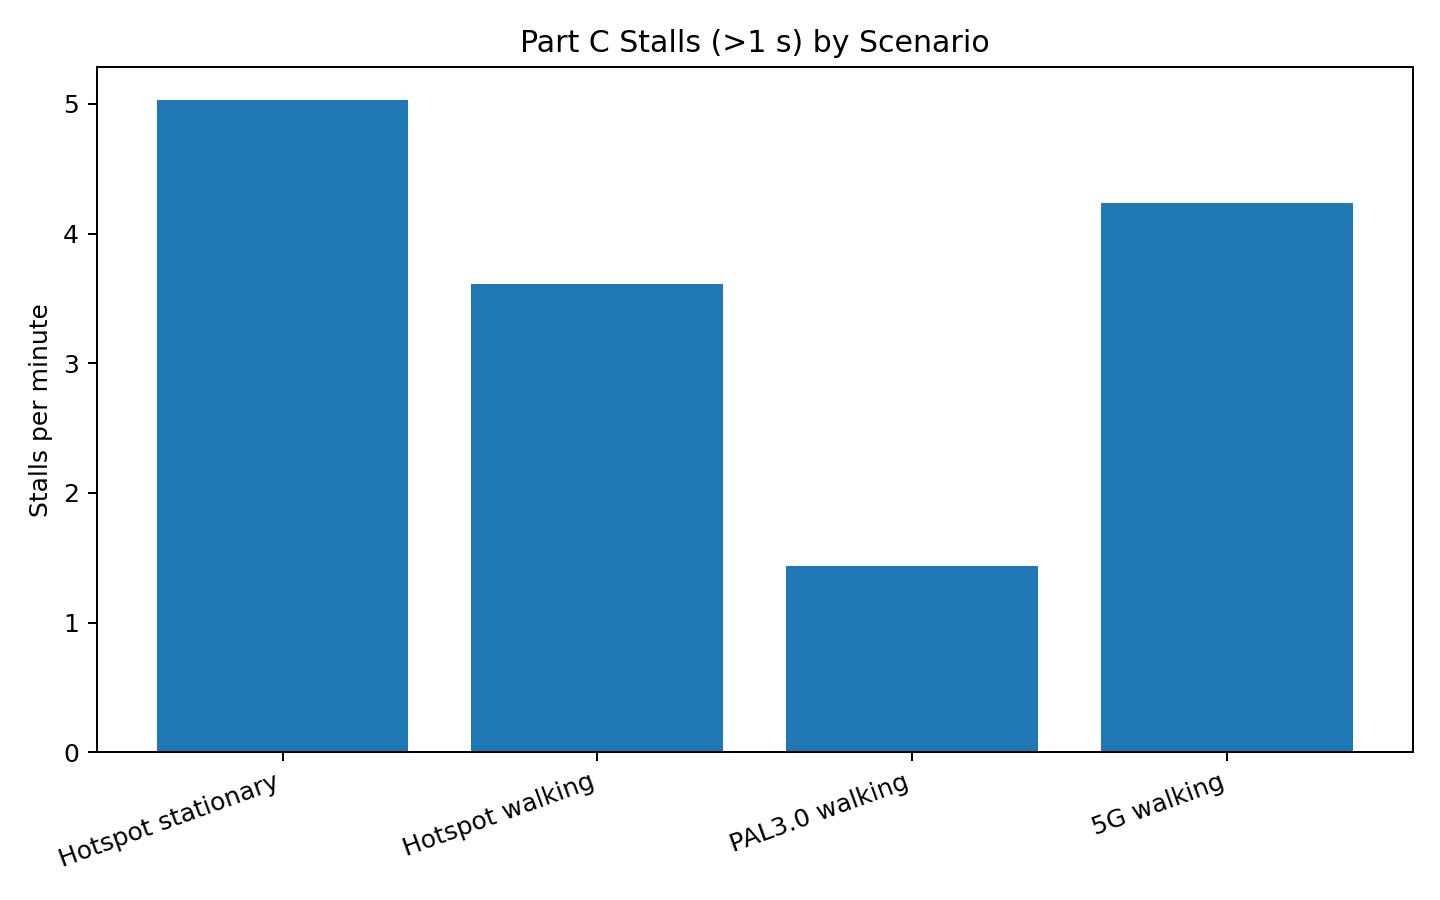 Part C Stalls (>1 s) by Scenario
Stalls per minute
5
4
3
2
1
0
Hotspot stationary
Hotspot walking
PAL3.0 walking
5G walking